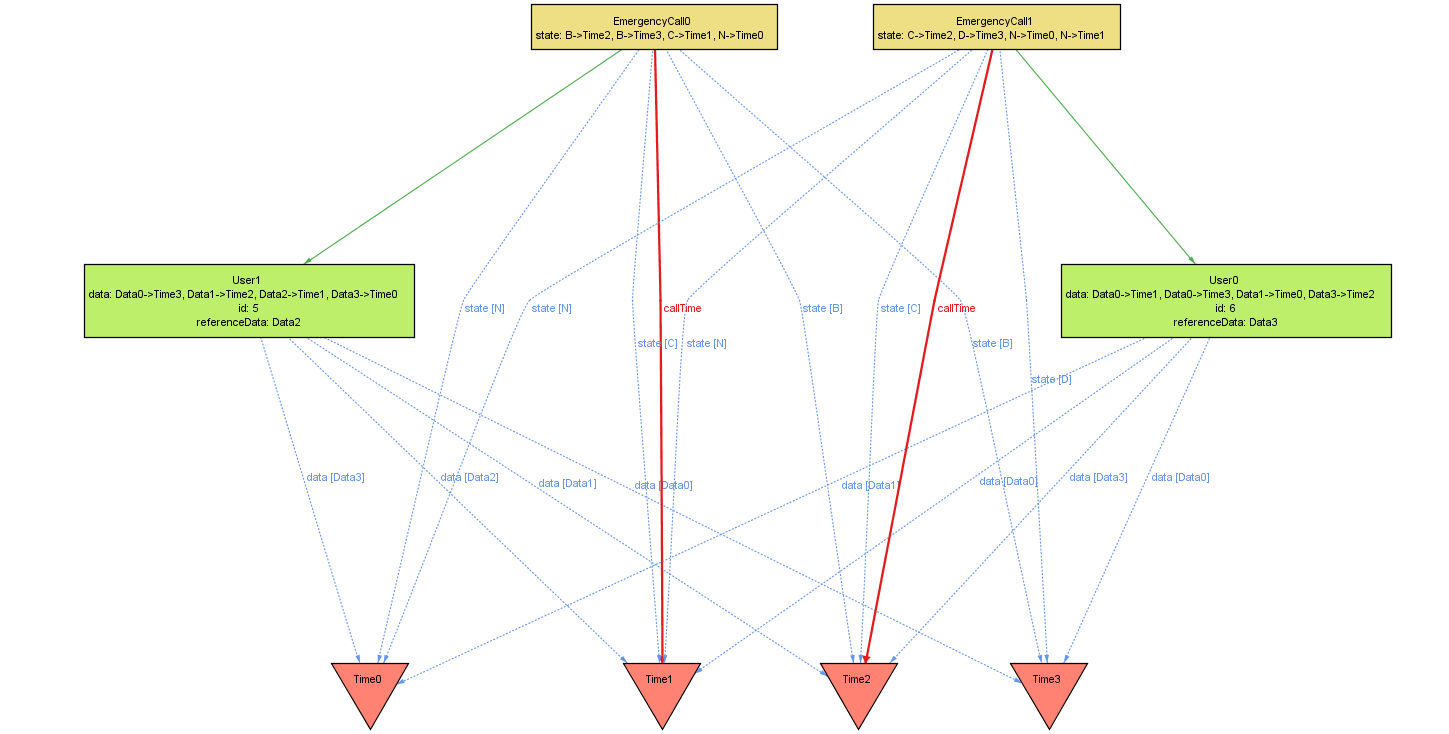 EmergencyCall0
state: B->Time2, B->Time3, C->Time1, N->Time0
EmergencyCall1
state: C->Time2, D->Time3, N->Time0, N->Time1
User1
data: Data0->Time3, Data1->Time2, Data2->Time1, Data3->Time0
id: 5
referenceData: Data2
User0
data: Data0->Time1, Data0->Time3, Data1->Time0, Data3->Time2
id: 6
referenceData: Data3
state [N]
state [N]
callTime
state [B]
state [C]
callTime
state [C]
state [N]
state [B]
state [D]
data [Data3]
data [Data2]
data [Data1]
data [Data0]
data [Data1]
data [Data0]
data [Data3]
data [Data0]
Time0
Time1
Time2
Time3